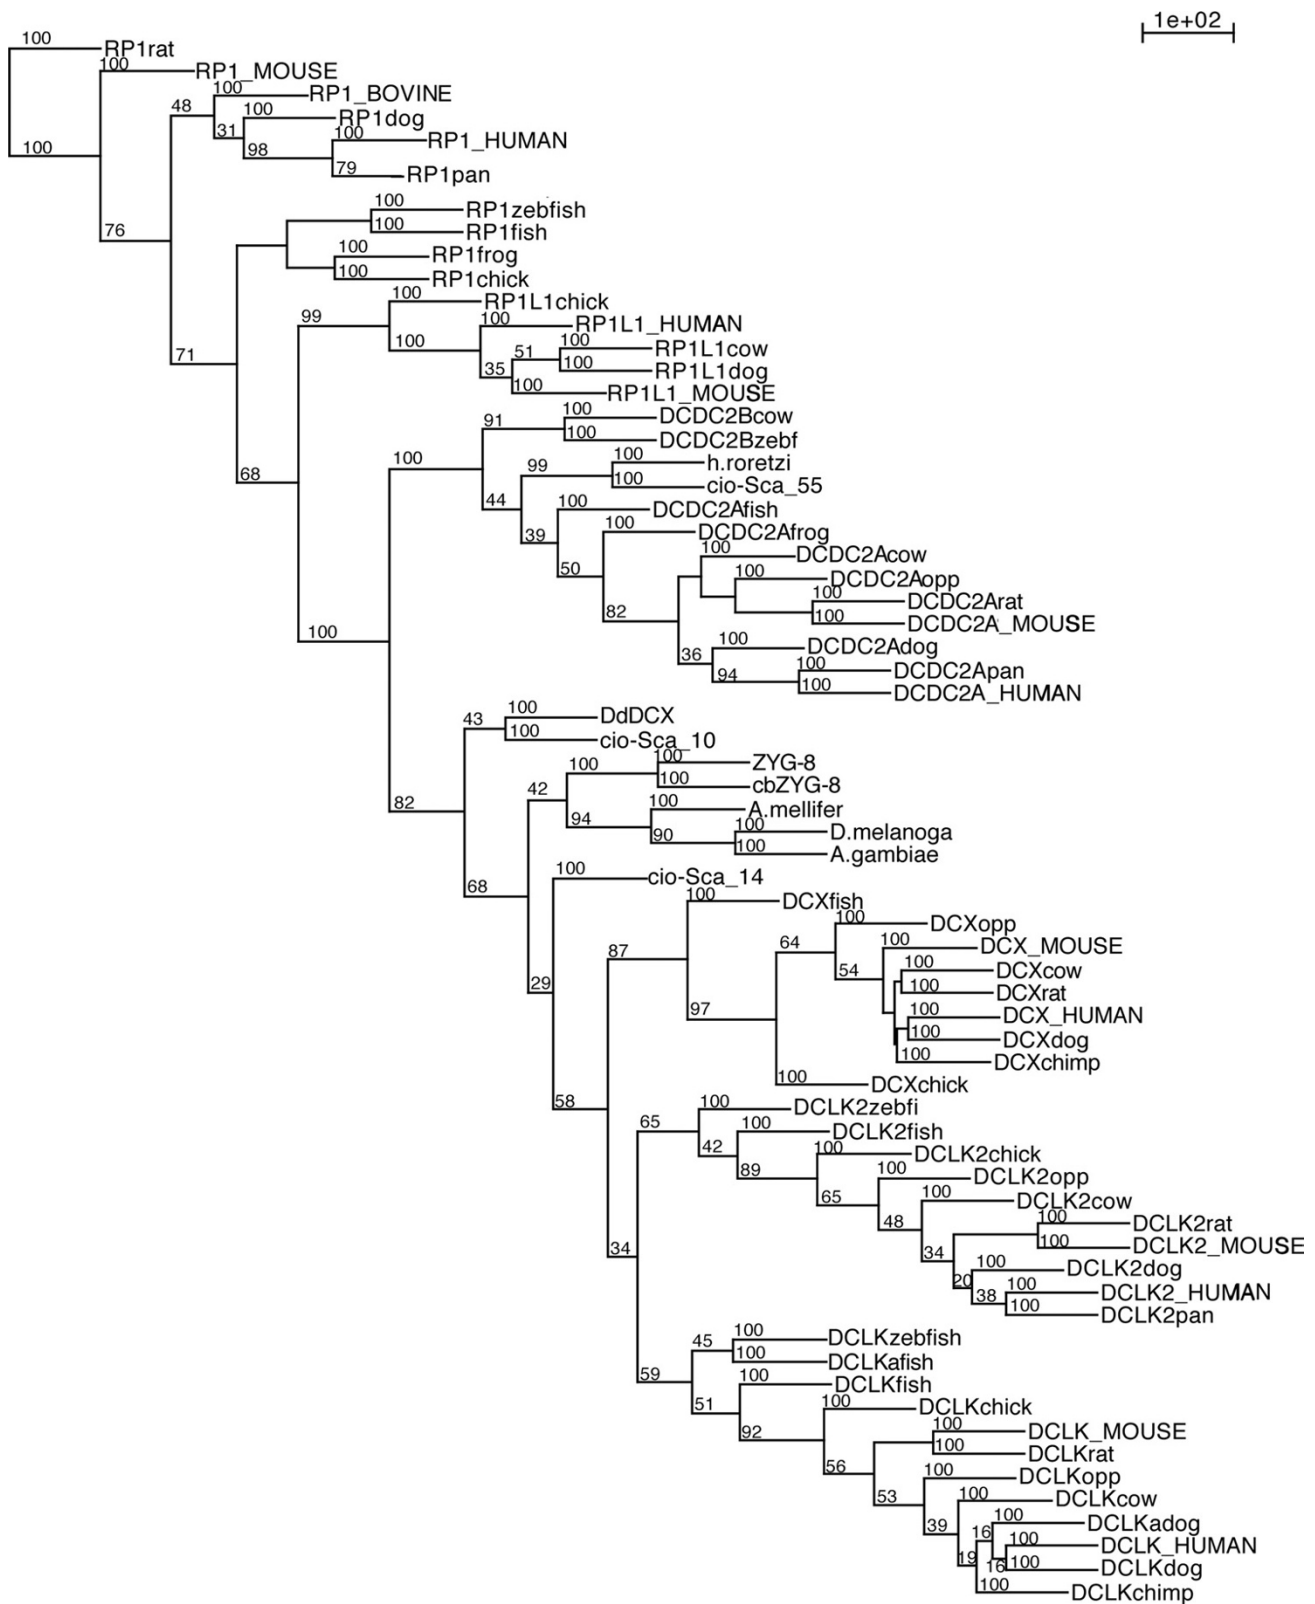 1e+02
100 RP1rat
100 RP1_MOUSE
100 RP1_BOVINE
48 100 RP1dog
31 100 RP1_HUMAN
100 98
79 RP1pan
100 RP1zebfish
76 100 RP1fish
100 RP1frog
100 RP1chick
100 RP1L1chick
99 100 RP1L1_HUMAN
100 51 100 RP1L1cow
71 35 100 RP1L1dog
100 RP1L1_MOUSE
100 DCDC2Bcow
91 100 DCDC2Bzebf
100 99 100 h.roretzi
68 100 cio-Sca_55
44 100 DCDC2Afish
39 100 DCDC2Afrog
100 DCDC2Acow
50 100 DCDC2Aopp
100 DCDC2Arat
82 100 DCDC2A_MOUSE
100 100 DCDC2Adog
36 94 100 DCDC2Apan
100 DCDC2A_HUMAN
43 100 DdDCX
100 cio-Sca_10
100 100 ZYG-8
100 cbZYG-8
82 42 100 A.mellifer
94 90 100 D.melanoga
100 A.gambiae
68 100 cio-Sca_14
100 DCXfish
100 DCXopp
87 64 100 DCX_MOUSE
54 100 DCXcow
29 100 DCXrat
97 100 DCX_HUMAN
100 DCXdog
100 DCXchimp
100 DCXchick
58 100 DCLK2zebfi
65 100 DCLK2fish
42 100 DCLK2chick
89 100 DCLK2opp
65 100 DCLK2cow
48 100 DCLK2rat
34 34 100 DCLK2_MOUSE
20 100 DCLK2dog
38 100 DCLK2_HUMAN
100 DCLK2pan
45 100 DCLKzebfish
100 DCLKafish
59 100 DCLKfish
51 100 DCLKchick
92 100 DCLK_MOUSE
100 DCLKrat
56 100 DCLKopp
53 100 DCLKcow
39 16 100 DCLKadog
100 DCLK_HUMAN
19 16 100 DCLKdog
100 DCLKchimp